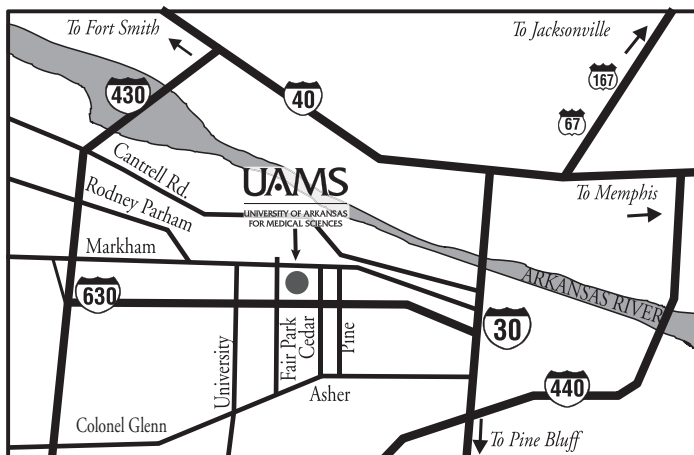 To Fort Smith
To Jacksonville
167
430
40
67
Cantrell Rd.
UAMS
UNIVERSITY OF ARKANSAS
FOR MEDICAL SCIENCES
Rodney Parham
To Memphis
Markham
ARKANSAS RIVER
630
30
University
Fair Park
Cedar
Pine
440
Asher
Colonel Glenn
To Pine Bluff